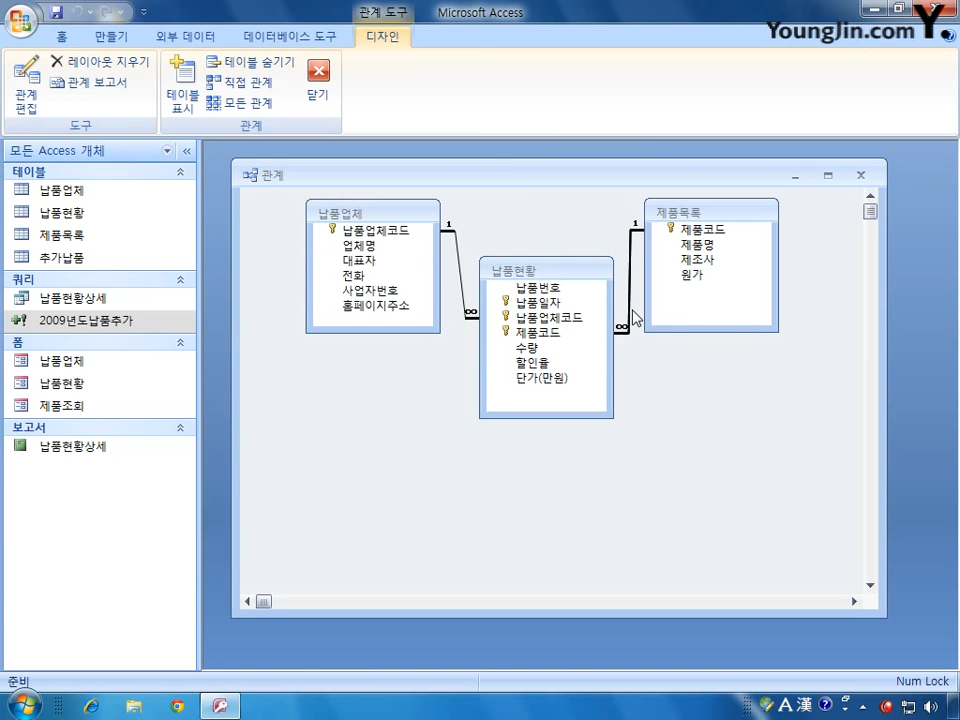 관계 도구
Microsoft Access
YoungJin.com Y.
홈
만들기
외부 데이터
데이터베이스 도구
디자인
관계
편집
레이아웃 지우기
관계 보고서
도구
테이블
표시
테이블 숨기기
직접 관계
모든 관계
닫기
관계
모든 Access 개체
테이블
납품업체
납품현황
제품목록
추가납품
쿼리
납품현황상세
2009년도납품추가
폼
납품업체
납품현황
제품조회
보고서
납품현황상세
관계
납품업체
납품업체코드
업체명
대표자
전화
사업자번호
홈페이지주소
1
∞
납품현황
납품번호
납품일자
납품업체코드
제품코드
수량
할인율
단가(만원)
1
∞
제품목록
제품코드
제품명
제조사
원가
준비
Num Lock
A 漢